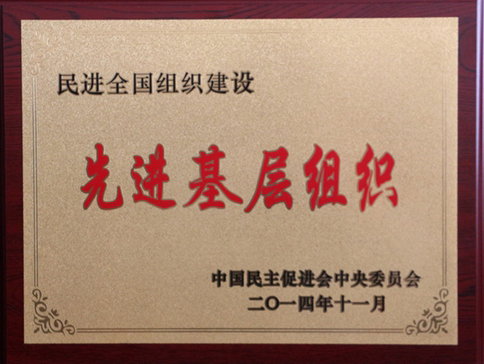 民进全国组织建设
先进基层组织
中国民主促进会中央委员会
二〇一四年十一月